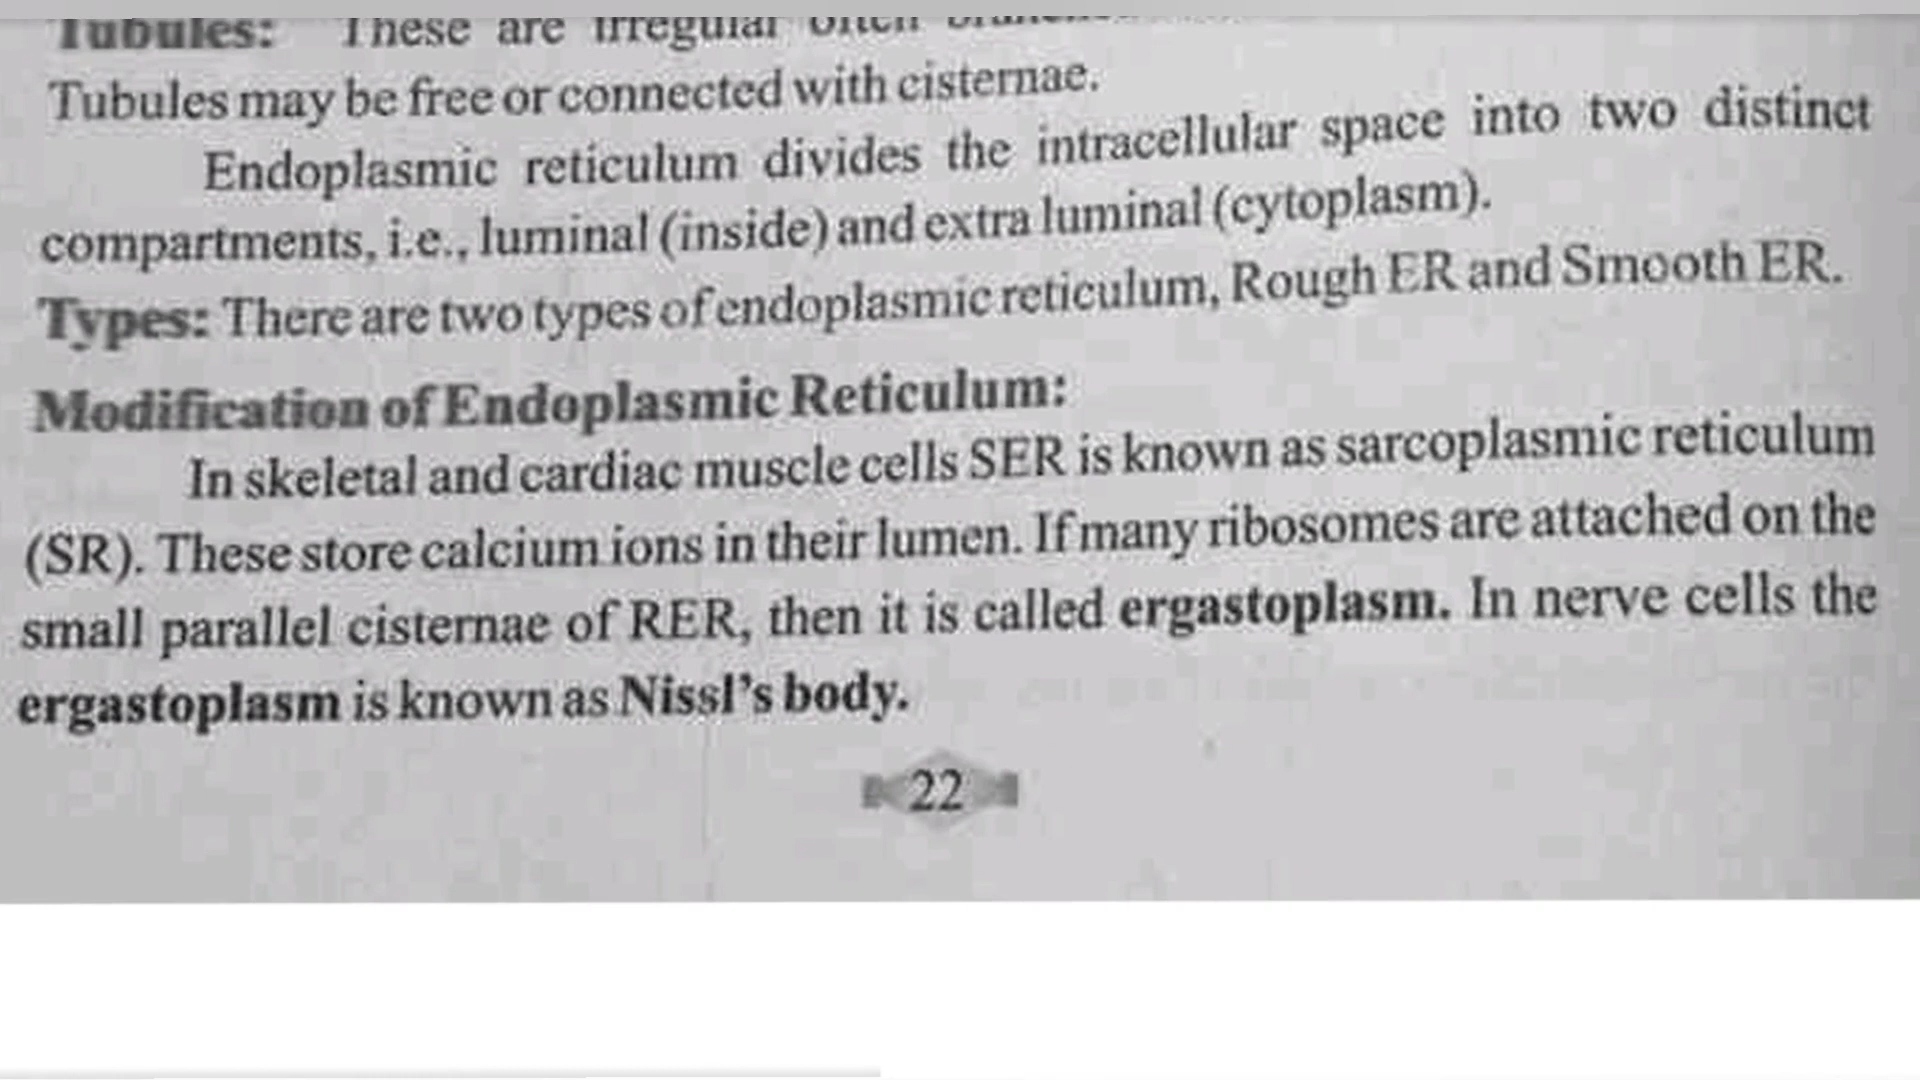 Tubules: These are irregular often
Tubules may be free or connected with cisternae.
Endoplasmic reticulum divides the intracellular space into two distinct
compartments, i.e., luminal (inside) and extra luminal (cytoplasm).
Types: There are two types of endoplasmic reticulum, Rough ER and Smooth ER.
Modification of Endoplasmic Reticulum:
In skeletal and cardiac muscle cells SER is known as sarcoplasmic reticulum
(SR). These store calcium ions in their lumen. If many ribosomes are attached on the
small parallel cisternae of RER, then it is called ergastoplasm. In nerve cells the
ergastoplasm is known as Nissl's body.
22